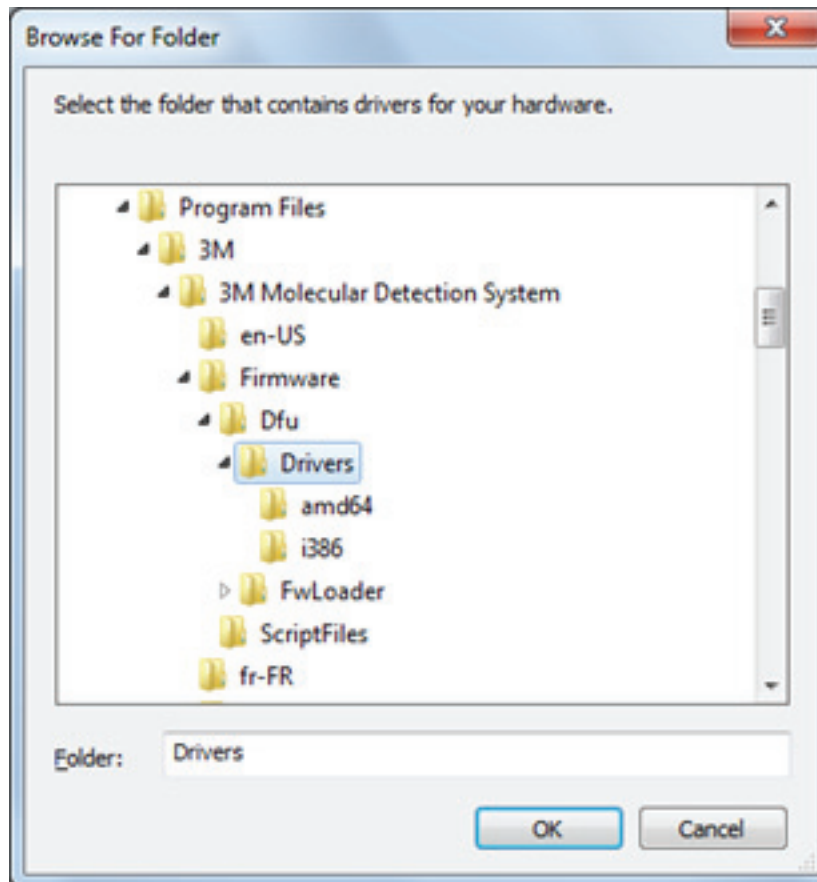 Browse For Folder
Select the folder that contains drivers for your hardware.
Program Files
3M
3M Molecular Detection System
en-US
Firmware
Dfu
Drivers
amd64
i386
FwLoader
ScriptFiles
fr-FR
Folder: Drivers
OK Cancel